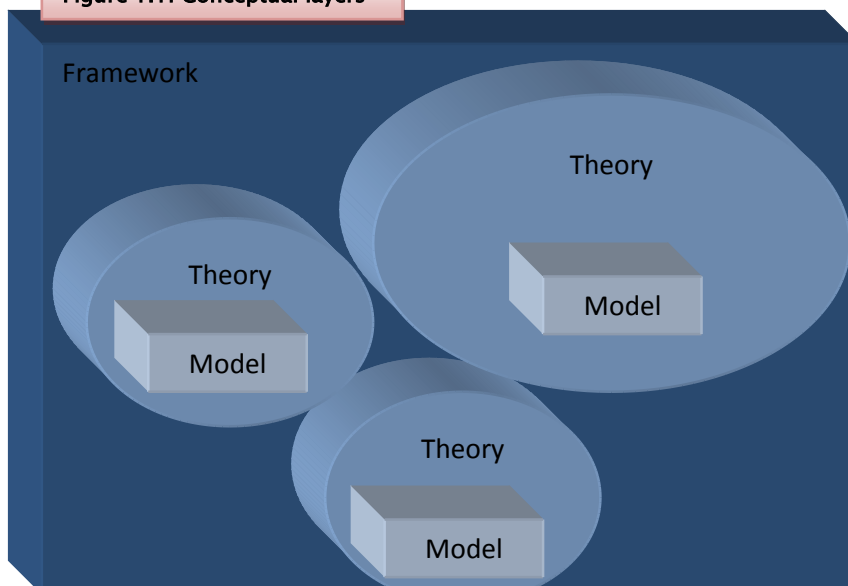 Figure 1.1: Conceptual layers
Framework
Theory
Theory
Model
Model
Theory
Model